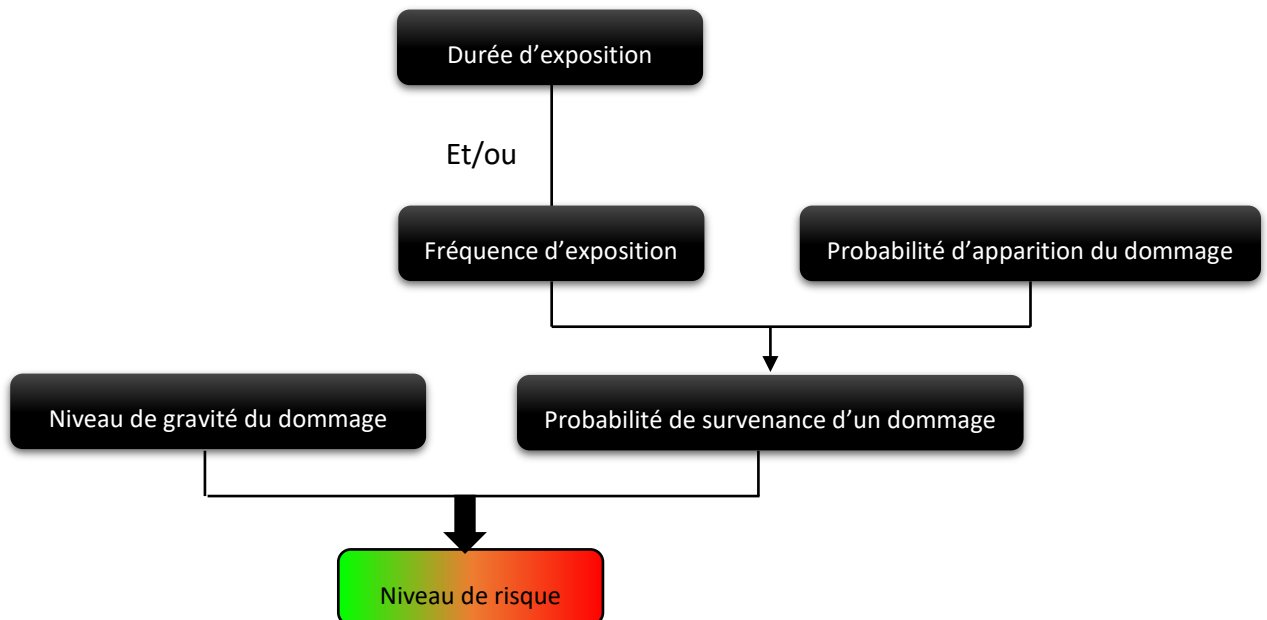 Durée d’exposition
Et/ou
Fréquence d’exposition
Probabilité d’apparition du dommage
Niveau de gravité du dommage
Probabilité de survenance d’un dommage
Niveau de risque